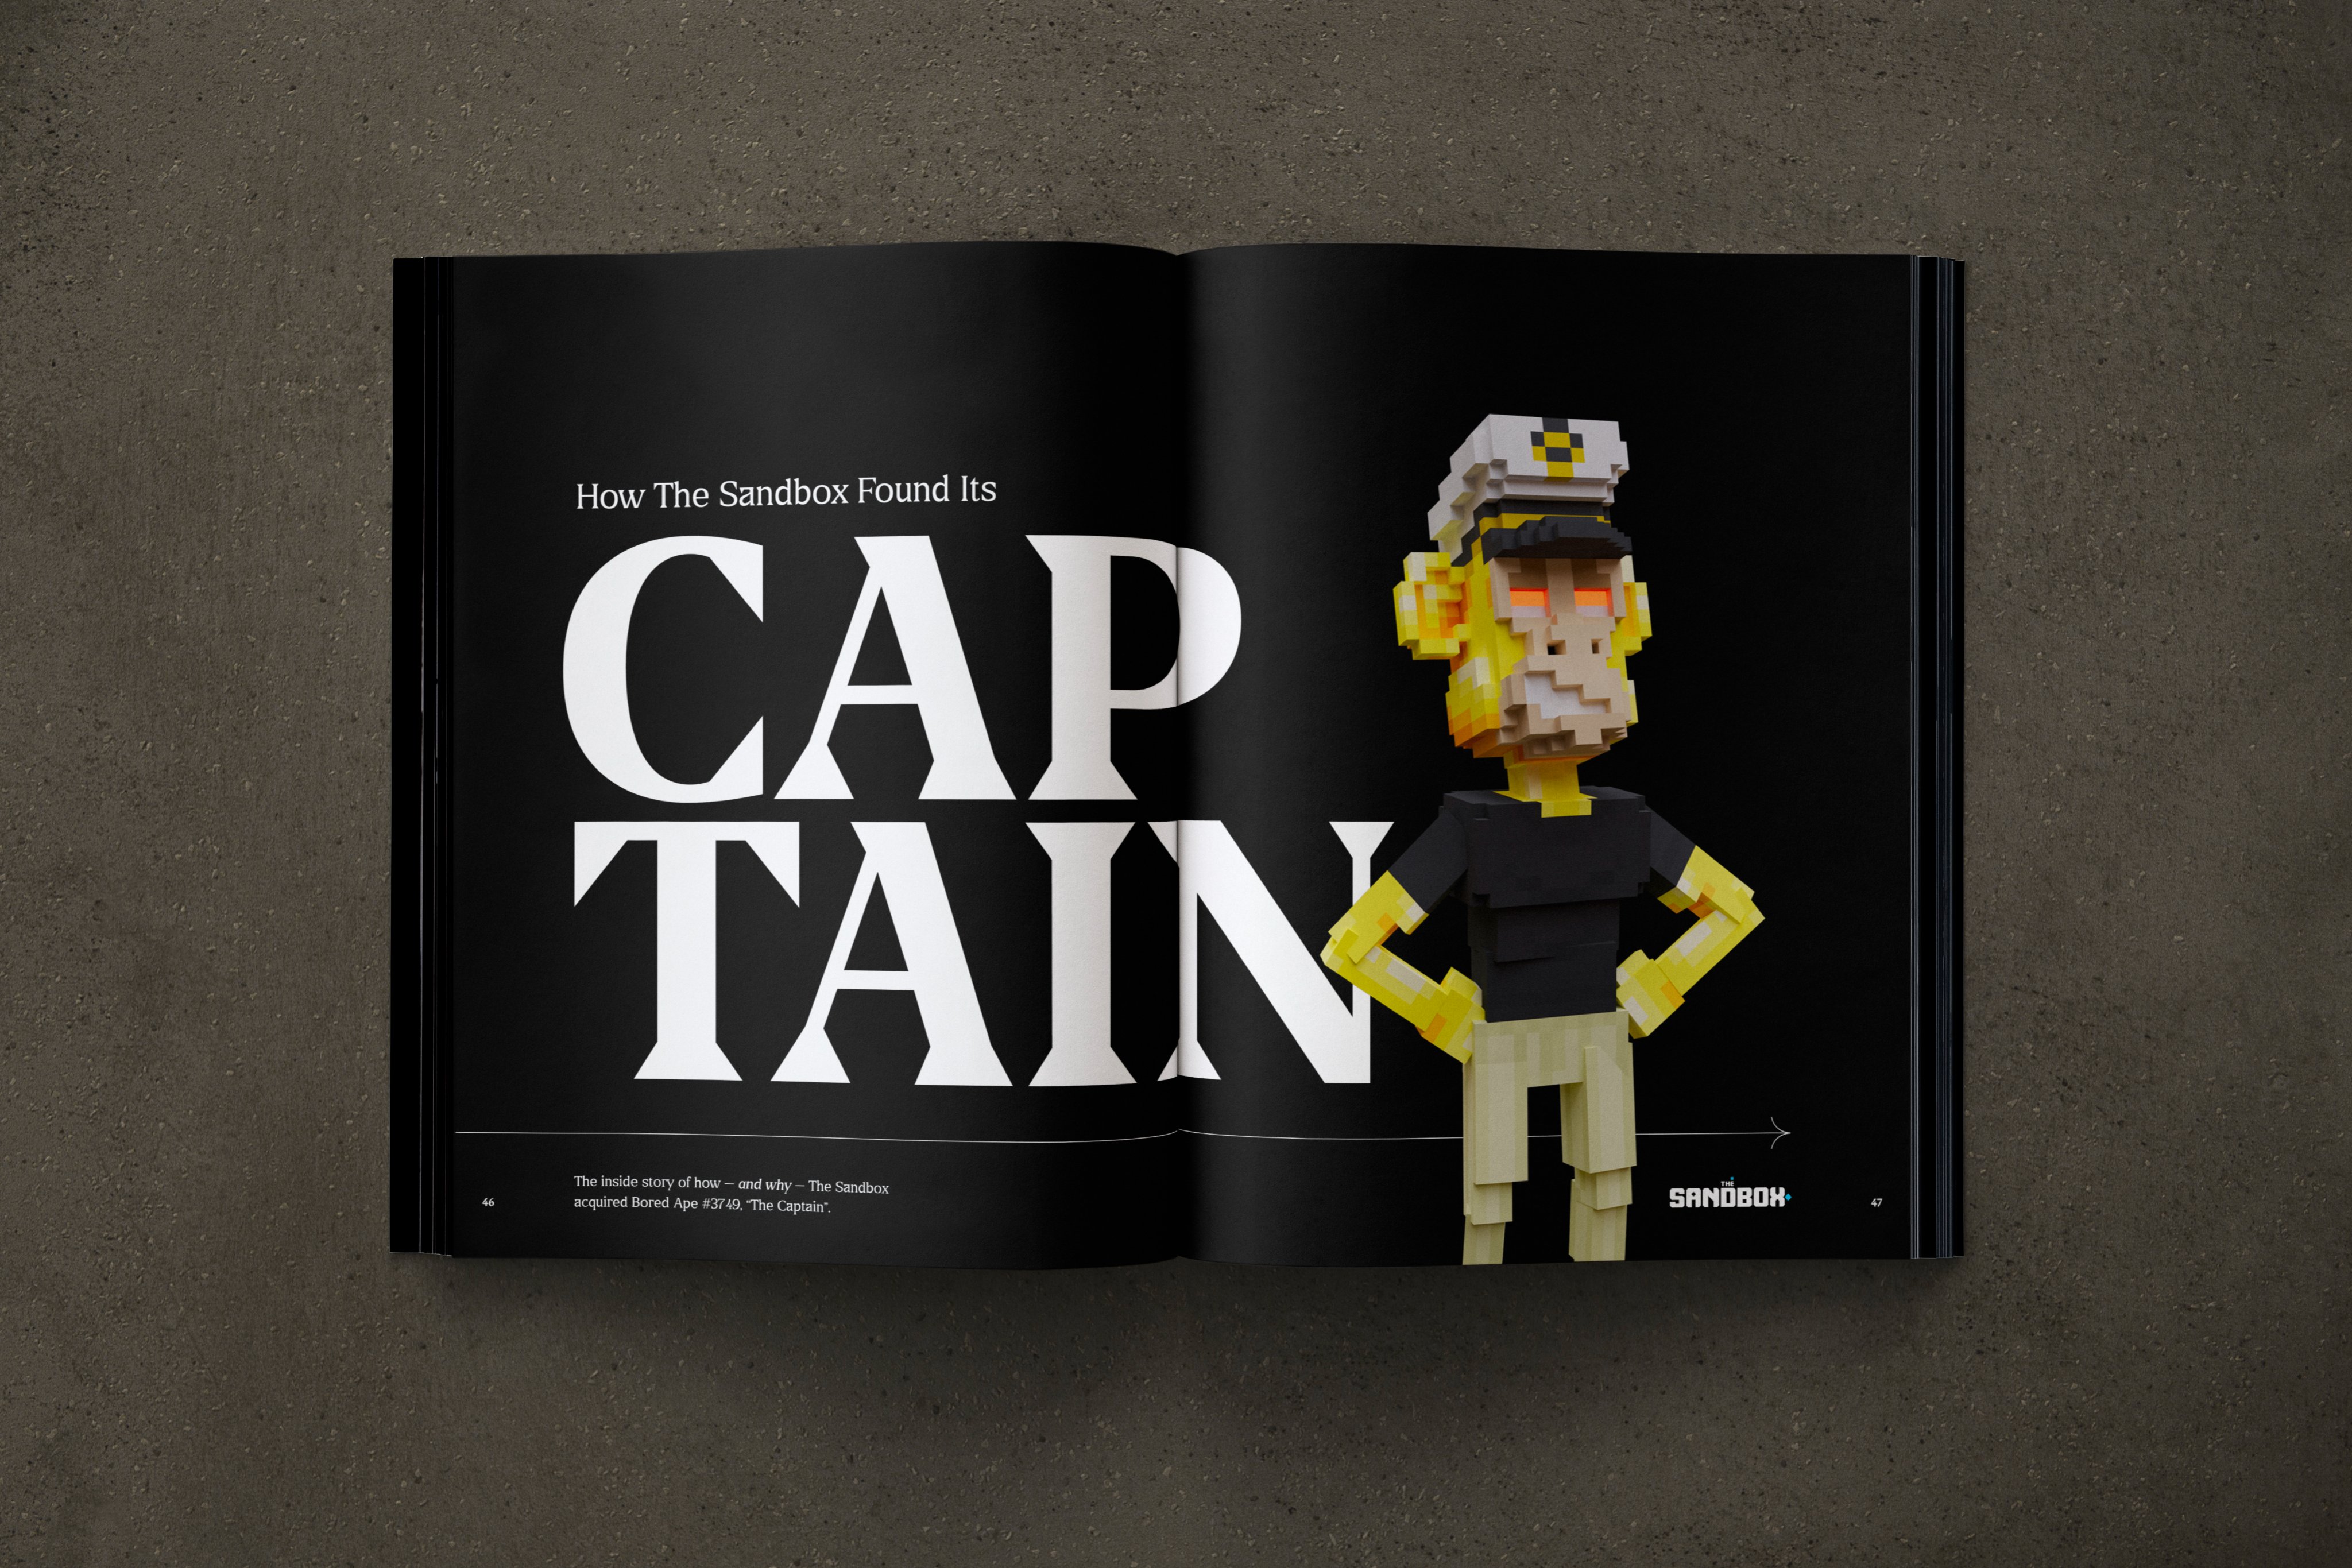 How The Sandbox Found Its
CAP
TAIN
The inside story of how — and why — The Sandbox
acquired Bored Ape #3749, “The Captain”.
46
THE
SANDBOX
47